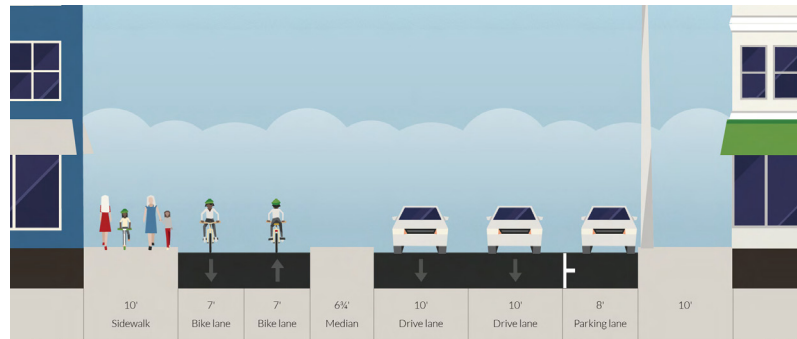 10' 7' 7' 6¾' 10' 10' 8' 10'
Sidewalk Bike lane Bike lane Median Drive lane Drive lane Parking lane